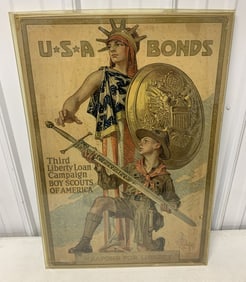 U★S★A BONDS
Third
Liberty Loan
Campaign
BOY SCOUTS
OF AMERICA
WEAPONS FOR LIBERTY